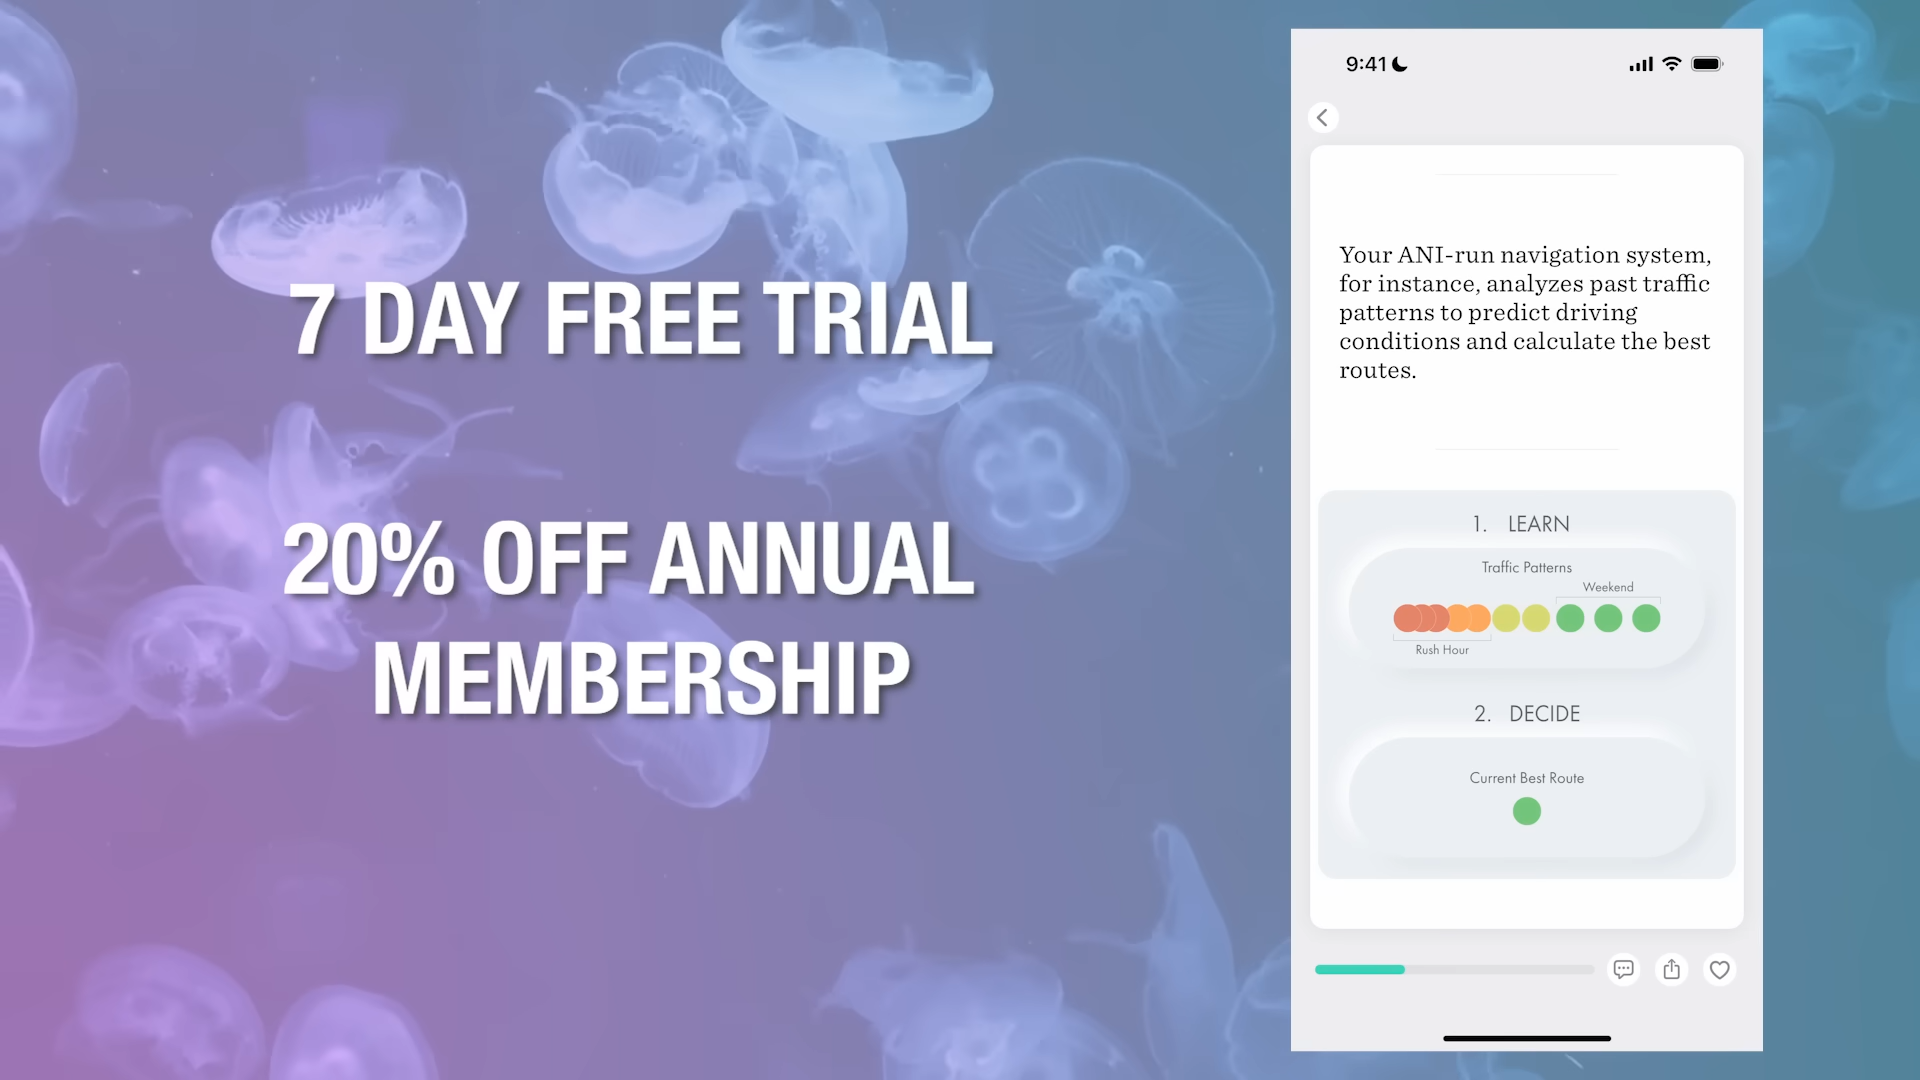 7 DAY FREE TRIAL
20% OFF ANNUAL
MEMBERSHIP
9:41
Your ANI-run navigation system,
for instance, analyzes past traffic
patterns to predict driving
conditions and calculate the best
routes.
1. LEARN
Traffic Patterns
Weekend
Rush Hour
2. DECIDE
Current Best Route